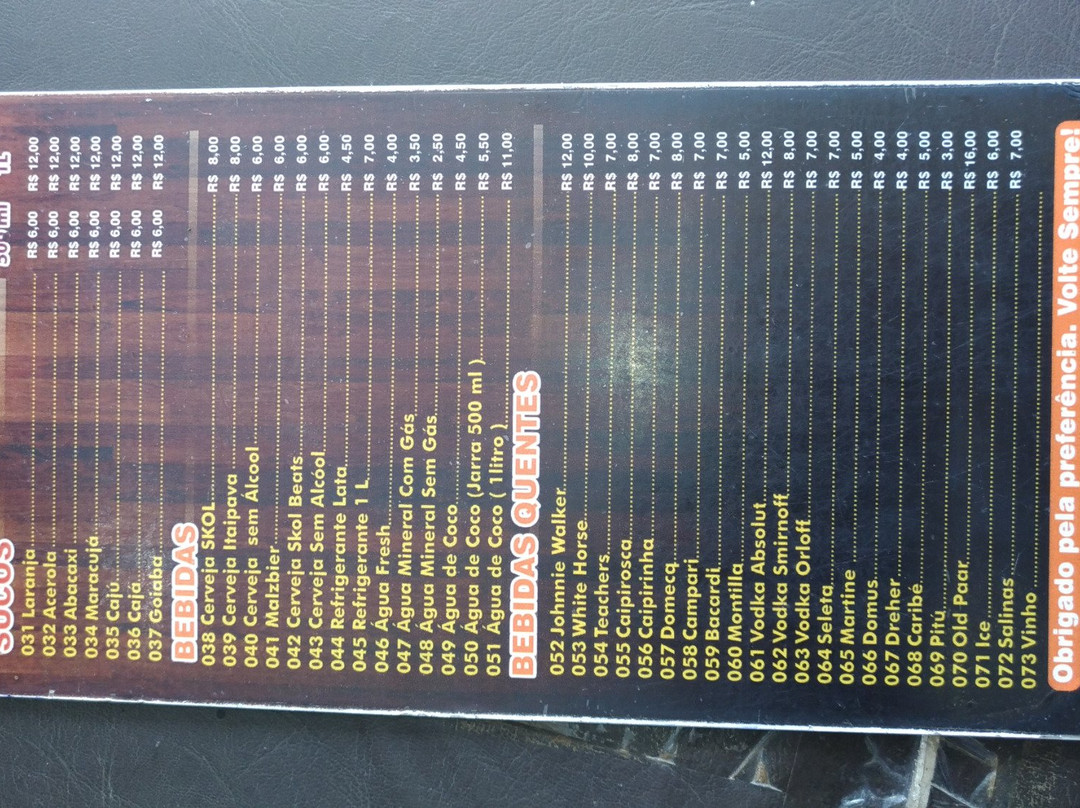 SUCOS 500ml 1L
031 Laranja R$ 6,00 R$ 12,00
032 Acerola R$ 6,00 R$ 12,00
033 Abacaxi R$ 6,00 R$ 12,00
034 Maracujá R$ 6,00 R$ 12,00
035 Cajú R$ 6,00 R$ 12,00
036 Cajá R$ 6,00 R$ 12,00
037 Goiaba R$ 6,00 R$ 12,00
BEBIDAS
038 Cerveja SKOL R$ 8,00
039 Cerveja Itaipava R$ 8,00
040 Cerveja sem Álcool R$ 6,00
041 Malzbier R$ 6,00
042 Cerveja Skol Beats R$ 6,00
043 Cerveja Sem Alcóol R$ 6,00
044 Refrigerante Lata R$ 4,50
045 Refrigerante 1 L R$ 7,00
046 Água Fresh R$ 4,00
047 Água Mineral Com Gás R$ 3,50
048 Água Mineral Sem Gás R$ 2,50
049 Água de Coco R$ 4,50
050 Água de Coco (Jarra 500 ml ) R$ 5,50
051 Água de Coco ( 1litro ) R$ 11,00
BEBIDAS QUENTES
052 Johnnie Walker R$ 12,00
053 White Horse R$ 10,00
054 Teachers R$ 7,00
055 Caipirosca R$ 8,00
056 Caipirinha R$ 7,00
057 Domecq R$ 8,00
058 Campari R$ 7,00
059 Bacardi R$ 7,00
060 Montilla R$ 5,00
061 Vodka Absolut R$ 12,00
062 Vodka Smirnoff R$ 8,00
063 Vodka Orloff R$ 7,00
064 Seleta R$ 7,00
065 Martine R$ 5,00
066 Domus R$ 4,00
067 Dreher R$ 4,00
068 Caribé R$ 5,00
069 Pitú R$ 3,00
070 Old Paar R$ 16,00
071 Ice R$ 6,00
072 Salinas R$ 7,00
073 Vinho
Obrigado pela preferência. Volte Sempre!